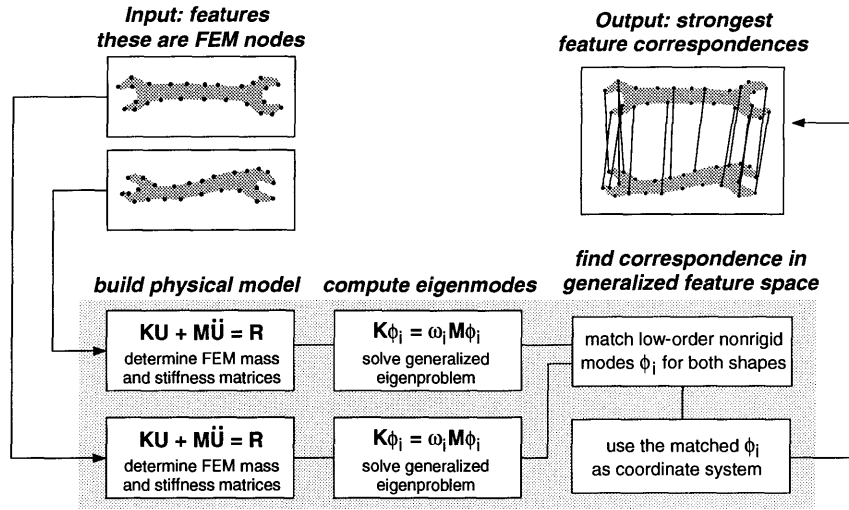 Input: features
these are FEM nodes
Output: strongest
feature correspondences
build physical model
compute eigenmodes
find correspondence in
generalized feature space
KU + MÜ = R
determine FEM mass
and stiffness matrices
Kϕᵢ = ωᵢMϕᵢ
solve generalized
eigenproblem
match low-order nonrigid
modes ϕᵢ for both shapes
KU + MÜ = R
determine FEM mass
and stiffness matrices
Kϕᵢ = ωᵢMϕᵢ
solve generalized
eigenproblem
use the matched ϕᵢ
as coordinate system